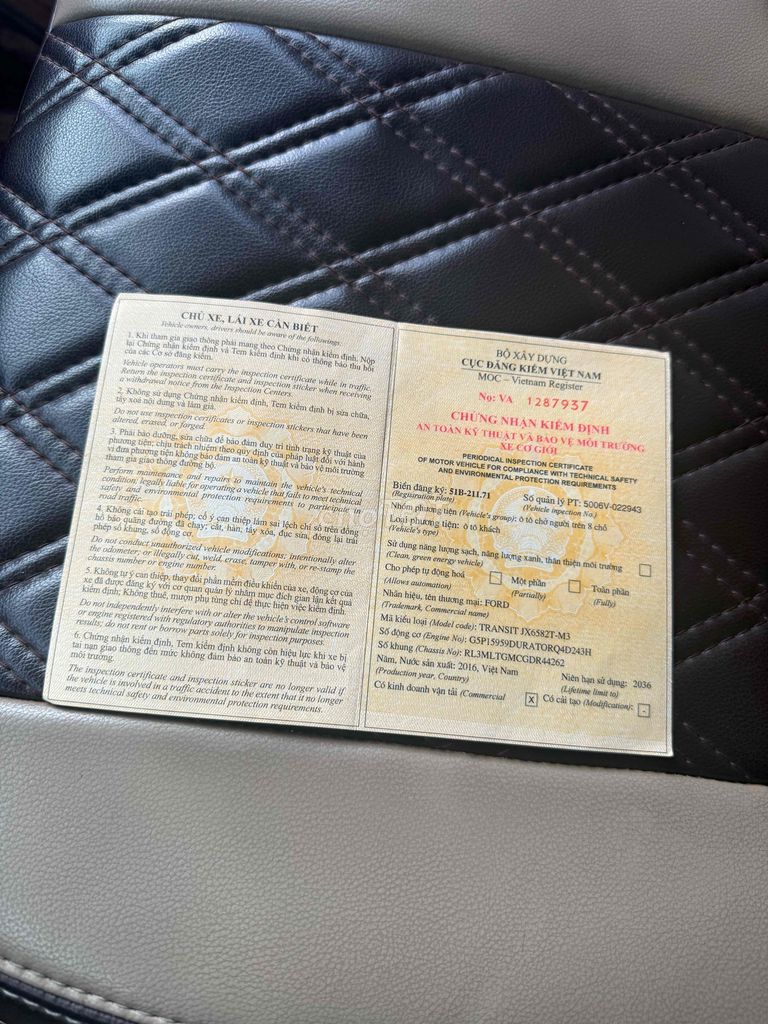 CHỦ XE, LÁI XE CẦN BIẾT
Vehicle owners, drivers should be aware of the followings.
1. Khi tham gia giao thông phải mang theo Chứng nhận kiểm định. Nộp
lại Chứng nhận kiểm định và Tem kiểm định khi có thông báo thu hồi
của các Cơ sở đăng kiểm.
Vehicle operators must carry the inspection certificate while in traffic.
Return the inspection certificate and inspection sticker when receiving
a withdrawal notice from the Inspection Centers.
2. Không sử dụng Chứng nhận kiểm định, Tem kiểm định bị sửa chữa,
tẩy xoá nội dung và làm giả.
Do not use inspection certificates or inspection stickers that have been
altered, erased, or forged.
3. Phải bảo dưỡng, sửa chữa để bảo đảm duy trì tình trạng kỹ thuật của
phương tiện; chịu trách nhiệm theo quy định của pháp luật đối với hành
vi đưa phương tiện không bảo đảm an toàn kỹ thuật và bảo vệ môi trường
tham gia giao thông đường bộ.
Perform maintenance and repairs to maintain the vehicle's technical
condition; legally liable for operating a vehicle that fails to meet technical
safety and environmental protection requirements to participate in
road traffic.
4. Không cải tạo trái phép; cố ý can thiệp làm sai lệch chỉ số trên đồng
hồ báo quãng đường đã chạy; cắt, hàn, tẩy xóa, đục sửa, đóng lại trái
phép số khung, số động cơ.
Do not conduct unauthorized vehicle modifications; intentionally alter
the odometer; or illegally cut, weld, erase, tamper with, or re-stamp the
chassis number or engine number.
5. Không tự ý can thiệp, thay đổi phần mềm điều khiển của xe, động cơ của
xe đã được đăng ký với cơ quan quản lý nhằm mục đích gian lận kết quả
kiểm định; Không thuê, mượn phụ tùng chỉ để thực hiện kiểm định.
Do not independently interfere with or alter the vehicle's control software
or engine registered with regulatory authorities to manipulate inspection
results; do not rent or borrow parts solely for inspection purposes.
6. Chứng nhận kiểm định, Tem kiểm định không còn hiệu lực khi xe bị
tai nạn giao thông đến mức không đảm bảo an toàn kỹ thuật và bảo vệ
môi trường.
The inspection certificate and inspection sticker are no longer valid if
the vehicle is involved in a traffic accident to the extent that it no longer
meets technical safety and environmental protection requirements.
BỘ XÂY DỰNG
CỤC ĐĂNG KIỂM VIỆT NAM
MOC – Vietnam Register
No: VA 1287937
CHỨNG NHẬN KIỂM ĐỊNH
AN TOÀN KỸ THUẬT VÀ BẢO VỆ MÔI TRƯỜNG
XE CƠ GIỚI
PERIODICAL INSPECTION CERTIFICATE
OF MOTOR VEHICLE FOR COMPLIANCE WITH TECHNICAL SAFETY
AND ENVIRONMENTAL PROTECTION REQUIREMENTS
Biển đăng ký: 51B-211.71 Số quản lý PT: 5006V-022943
(Registration plate) (Vehicle inpection No.)
Nhóm phương tiện (Vehicle's group): ô tô chở người trên 8 chỗ
Loại phương tiện: ô tô khách
(Vehicle's type)
Sử dụng năng lượng sạch, năng lượng xanh, thân thiện môi trường
(Clean, green energy vehicle)
Cho phép tự động hoá Một phần Toàn phần
(Allows automation) (Partially) (Fully)
Nhãn hiệu, tên thương mại: FORD
(Trademark, Commercial name)
Mã kiểu loại (Model code): TRANSIT JX6582T-M3
Số động cơ (Engine No): G5P15959DURATORQ4D243H
Số khung (Chassis No): RL3MLTGMCGDR44262
Năm, Nước sản xuất: 2016, Việt Nam Niên hạn sử dụng: 2036
(Production year, Country) (Lifetime limit to)
Có kinh doanh vận tải (Commercial X Có cải tạo (Modification): -